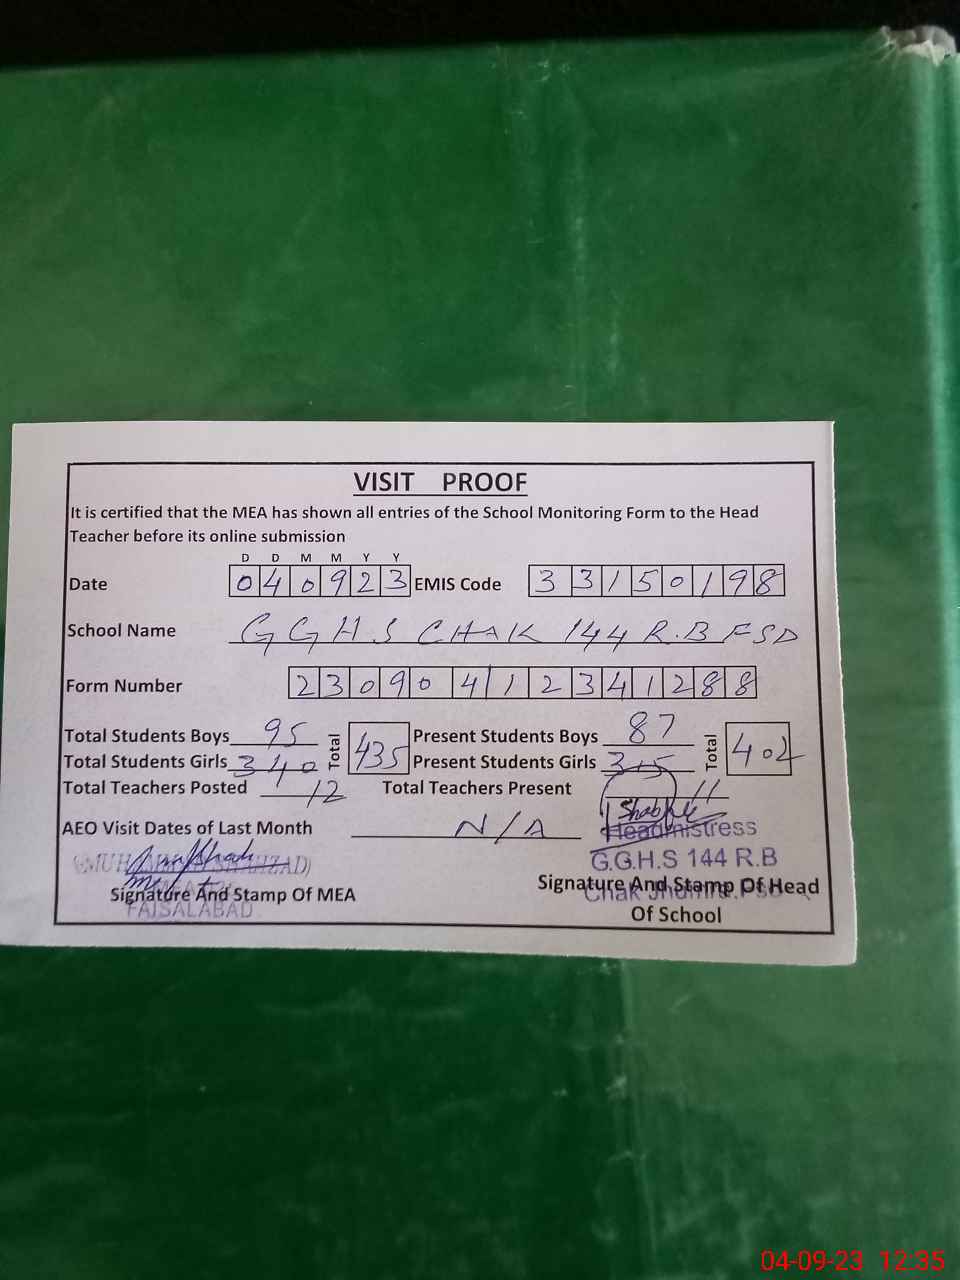 VISIT PROOF
It is certified that the MEA has shown all entries of the School Monitoring Form to the Head
Teacher before its online submission
D D M M Y Y
Date 0 4 0 9 2 3 EMIS Code 3 3 1 5 0 1 9 8
School Name GGHS CHAK 144 R.B FSD
Form Number 2 3 0 9 0 4 1 2 3 4 1 2 8 8
Total Students Boys 95 Total 435 Present Students Boys 87 Total 402
Total Students Girls 340 Present Students Girls 315
Total Teachers Posted 12 Total Teachers Present 11
AEO Visit Dates of Last Month N/A
Headmistress
G.G.H.S 144 R.B
Chak Jhumra
Signature And Stamp Of MEA
FAISALABAD
Signature And Stamp Of Head
Of School
04-09-23 12:35